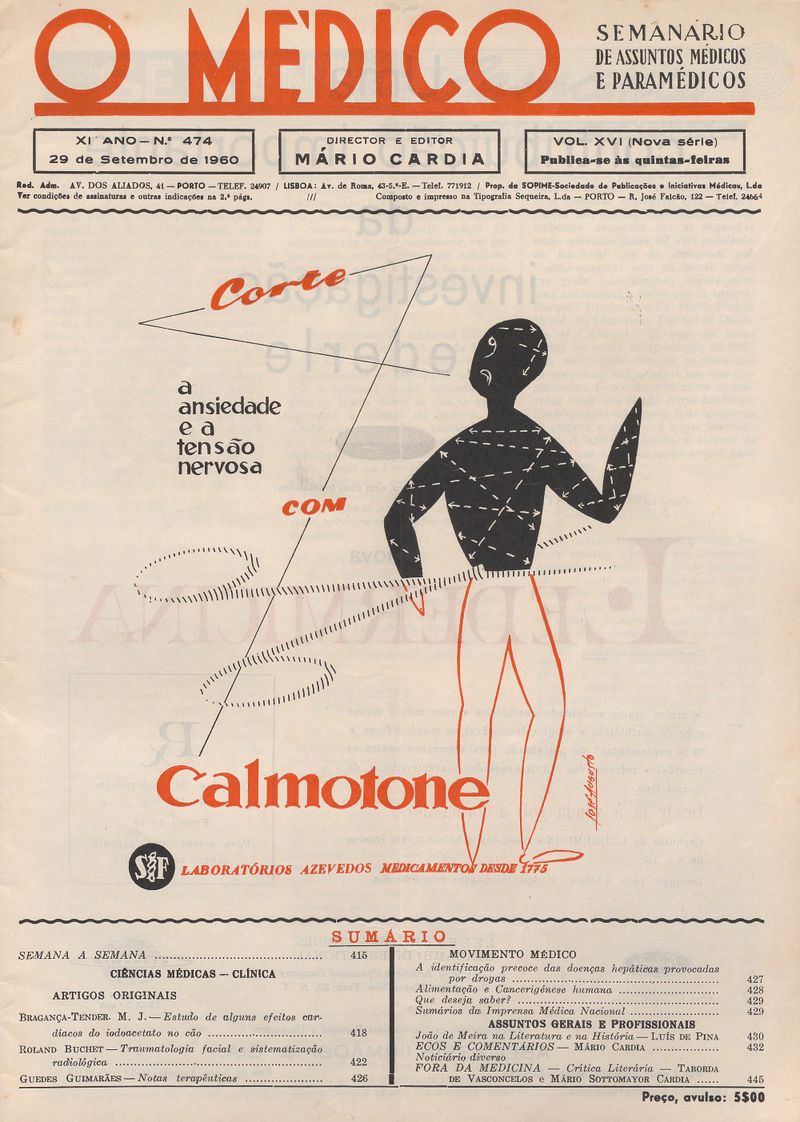 O MÉDICO
SEMANÁRIO
DE ASSUNTOS MÉDICOS
E PARAMÉDICOS
XI ANO — N.º 474
29 de Setembro de 1960
DIRECTOR E EDITOR
MÁRIO CARDIA
VOL. XVI (Nova série)
Publica-se às quintas-feiras
Red. Adm. AV. DOS ALIADOS, 41 — PORTO — TELEF. 24907 / LISBOA: Av. de Roma, 43-5.º-E. — Telef. 771912 / Prop. da SOPIME-Sociedade de Publicações e Iniciativas Médicas, L.da
Ver condições de assinaturas e outras indicações na 2.ª págs. /// Composto e impresso na Tipografia Sequeira, L.da — PORTO — R. José Falcão, 122 — Telef. 24664
Corte
a
ansiedade
e a
tensão
nervosa
COM
Calmotone
JOSÉ AUGUSTO
SF LABORATÓRIOS AZEVEDOS MEDICAMENTOS DESDE 1775
SUMÁRIO
SEMANA A SEMANA ........................................ 415
CIÊNCIAS MÉDICAS — CLÍNICA
ARTIGOS ORIGINAIS
BRAGANÇA-TENDER. M. J. — Estudo de alguns efeitos car-
díacos do iodoacetato no cão ........................... 418
ROLAND BUCHET — Traumatologia facial e sistematização
radiológica .................................................. 422
GUEDES GUIMARÃES — Notas terapêuticas .................... 426
MOVIMENTO MÉDICO
A identificação precoce das doenças hepáticas provocadas
por drogas .................................................. 427
Alimentação e Cancerigénese humana ........................ 428
Que deseja saber? .................................................. 429
Sumários da Imprensa Médica Nacional ...................... 429
ASSUNTOS GERAIS E PROFISSIONAIS
João de Meira na Literatura e na História — LUÍS DE PINA 430
ECOS E COMENTÁRIOS — MÁRIO CARDIA ................. 432
Noticiário diverso
FORA DA MEDICINA — Crítica Literária — TABORDA
DE VASCONCELOS e MÁRIO SOTTOMAYOR CARDIA ...... 445
Preço, avulso: 5$00